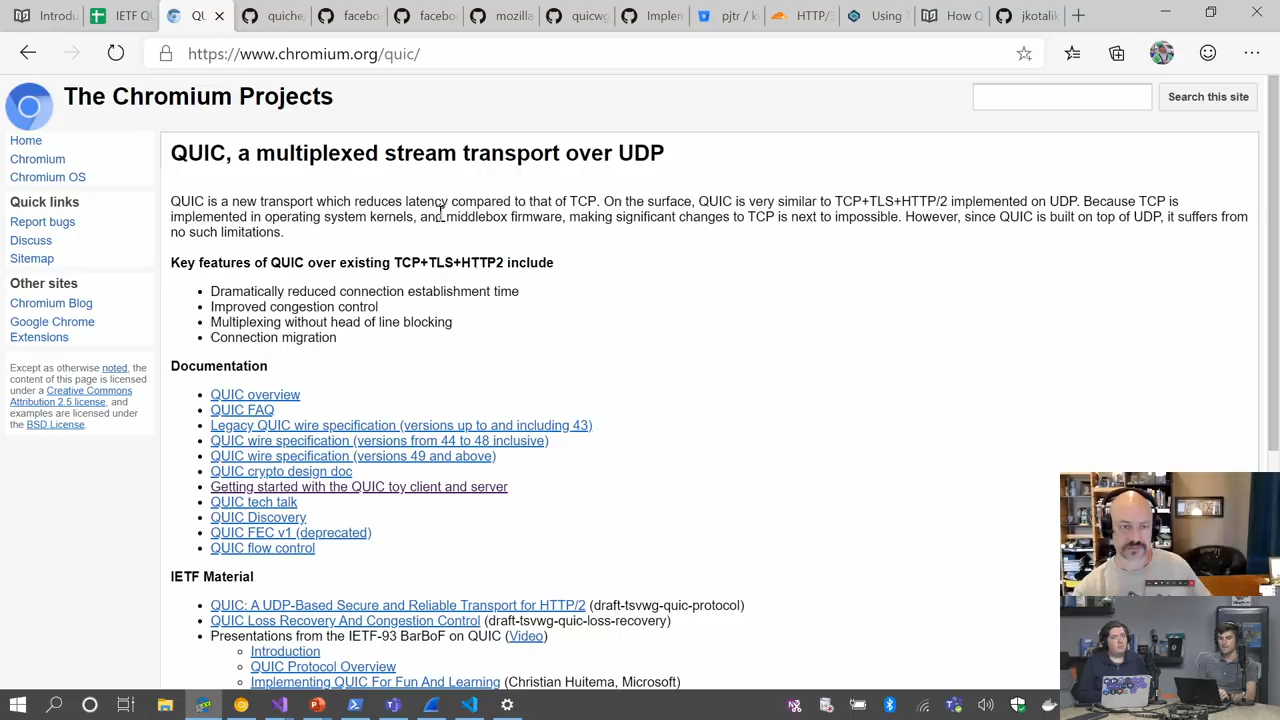 Introdu
IETF QU
QU
quiche,
facebo
facebo
mozilla
quicwg
Implem
pjtr / k
HTTP/3
Using T
How Q
jkotalik
https://www.chromium.org/quic/
The Chromium Projects
Search this site
Home
Chromium
Chromium OS
Quick links
Report bugs
Discuss
Sitemap
Other sites
Chromium Blog
Google Chrome
Extensions
Except as otherwise noted, the
content of this page is licensed
under a Creative Commons
Attribution 2.5 license, and
examples are licensed under
the BSD License.
QUIC, a multiplexed stream transport over UDP
QUIC is a new transport which reduces latency compared to that of TCP. On the surface, QUIC is very similar to TCP+TLS+HTTP/2 implemented on UDP. Because TCP is
implemented in operating system kernels, and middlebox firmware, making significant changes to TCP is next to impossible. However, since QUIC is built on top of UDP, it suffers from
no such limitations.
Key features of QUIC over existing TCP+TLS+HTTP2 include
Dramatically reduced connection establishment time
Improved congestion control
Multiplexing without head of line blocking
Connection migration
Documentation
QUIC overview
QUIC FAQ
Legacy QUIC wire specification (versions up to and including 43)
QUIC wire specification (versions from 44 to 48 inclusive)
QUIC wire specification (versions 49 and above)
QUIC crypto design doc
Getting started with the QUIC toy client and server
QUIC tech talk
QUIC Discovery
QUIC FEC v1 (deprecated)
QUIC flow control
IETF Material
QUIC: A UDP-Based Secure and Reliable Transport for HTTP/2 (draft-tsvwg-quic-protocol)
QUIC Loss Recovery And Congestion Control (draft-tsvwg-quic-loss-recovery)
Presentations from the IETF-93 BarBoF on QUIC (Video)
Introduction
QUIC Protocol Overview
Implementing QUIC For Fun And Learning (Christian Huitema, Microsoft)